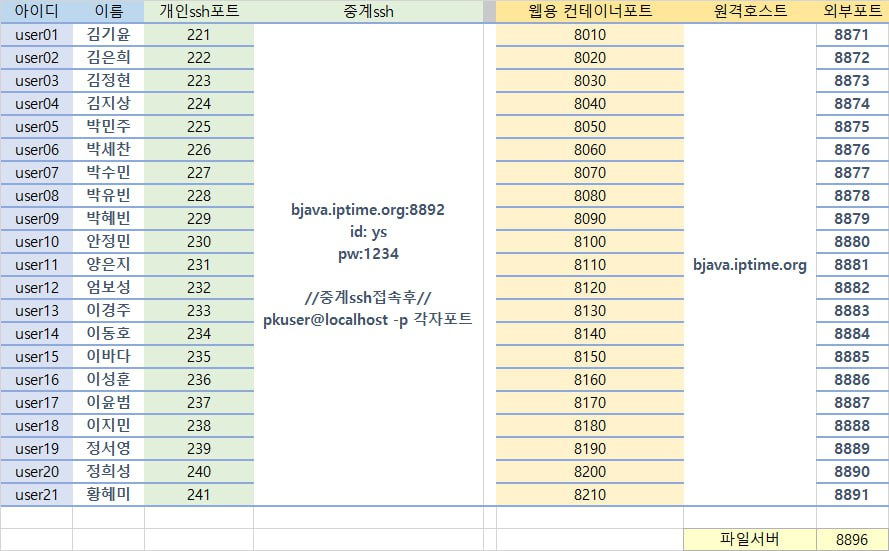 아이디 이름 개인ssh포트 중계ssh 웹용 컨테이너포트 원격호스트 외부포트
user01 김기윤 221 8010 8871
user02 김은희 222 8020 8872
user03 김정현 223 8030 8873
user04 김지상 224 8040 8874
user05 박민주 225 8050 8875
user06 박세찬 226 8060 8876
user07 박수민 227 8070 8877
user08 박유빈 228 8080 8878
user09 박혜빈 229 bjava.iptime.org:8892 8090 8879
user10 안정민 230 id: ys 8100 8880
user11 양은지 231 pw:1234 8110 bjava.iptime.org 8881
user12 엄보성 232 8120 8882
user13 이경주 233 //중계ssh접속후// 8130 8883
user14 이동호 234 pkuser@localhost -p 각자포트 8140 8884
user15 이바다 235 8150 8885
user16 이성훈 236 8160 8886
user17 이윤범 237 8170 8887
user18 이지민 238 8180 8888
user19 정서영 239 8190 8889
user20 정희성 240 8200 8890
user21 황혜미 241 8210 8891
파일서버 8896